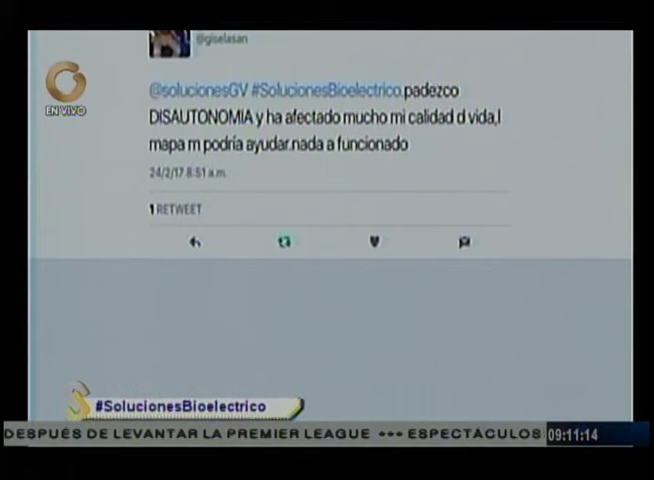 @giselasan
@solucionesGV #SolucionesBioelectrico.padezco
DISAUTONOMIA y ha afectado mucho mi calidad d vida,l
mapa m podría ayudar.nada a funcionado
24/2/17 8:51 a.m.
1 RETWEET
EN VIVO
#SolucionesBioelectrico
DESPUÉS DE LEVANTAR LA PREMIER LEAGUE ••• ESPECTÁCULOS 09:11:14